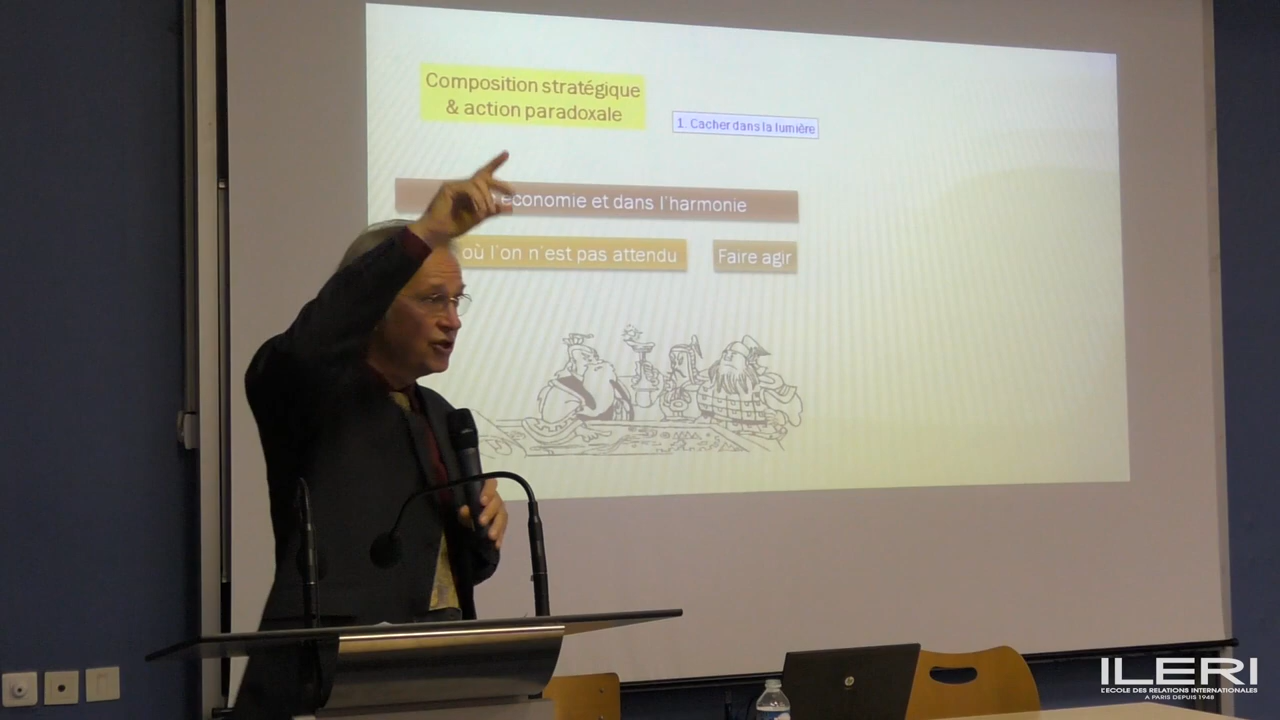 Composition stratégique
& action paradoxale
1. Cacher dans la lumière
économie et dans l'harmonie
où l'on n'est pas attendu
Faire agir
hp
ILERI
L'ECOLE DES RELATIONS INTERNATIONALES
A PARIS DEPUIS 1948